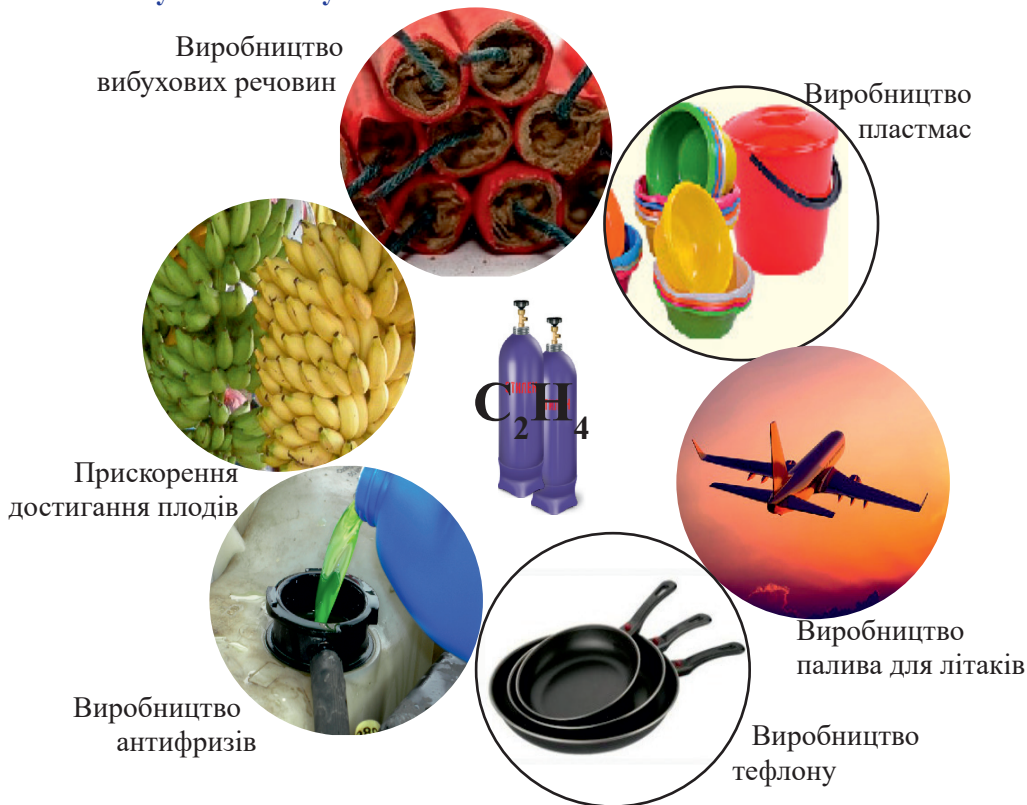 Виробництво
вибухових речовин
Виробництво
пластмас
C2H4
Прискорення
достигання плодів
Виробництво
палива для літаків
Виробництво
антифризів
Виробництво
тефлону